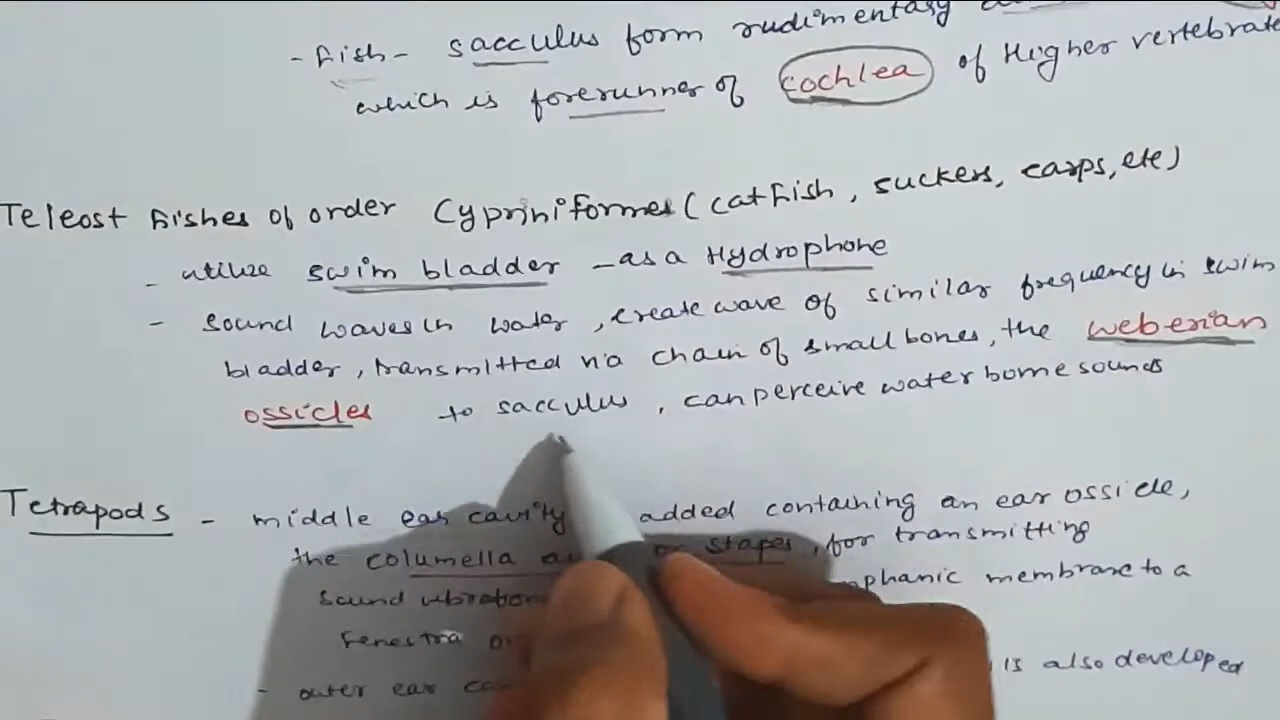 - Fish - sacculus form rudimentary
which is forerunner of cochlea of Higher vertebrate
Teleost fishes of order Cypriniformes (catfish, suckers, carps, etc)
- utilize swim bladder - as a Hydrophone
- sound waves in water, create wave of similar frequency in swim
bladder, transmitted via chain of small bones, the weberian
ossicles to sacculus, can perceive water borne sounds
Tetrapods - middle ear cavity added containing an ear ossicle,
the columella or stapes, for transmitting
sound vibration phanic membrane to a
fenestra
- outer ear is also developed